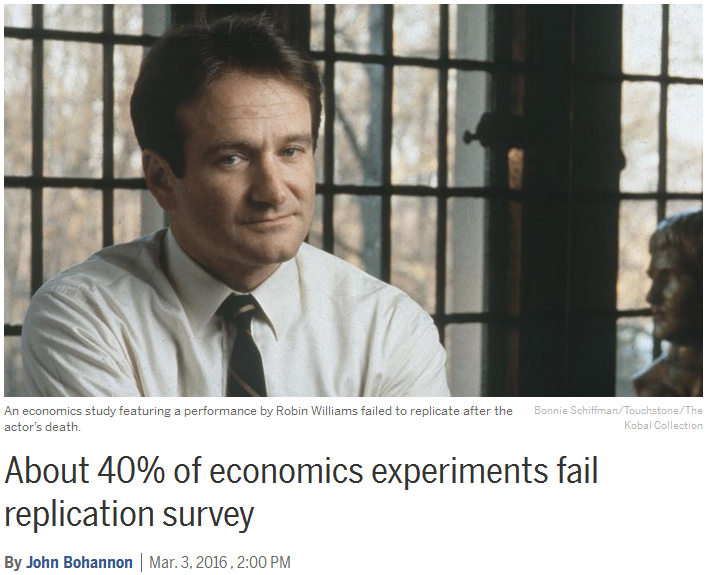 An economics study featuring a performance by Robin Williams failed to replicate after the
actor's death.
Bonnie Schiffman/Touchstone/The
Kobal Collection
About 40% of economics experiments fail
replication survey
By John Bohannon | Mar. 3, 2016 , 2:00 PM